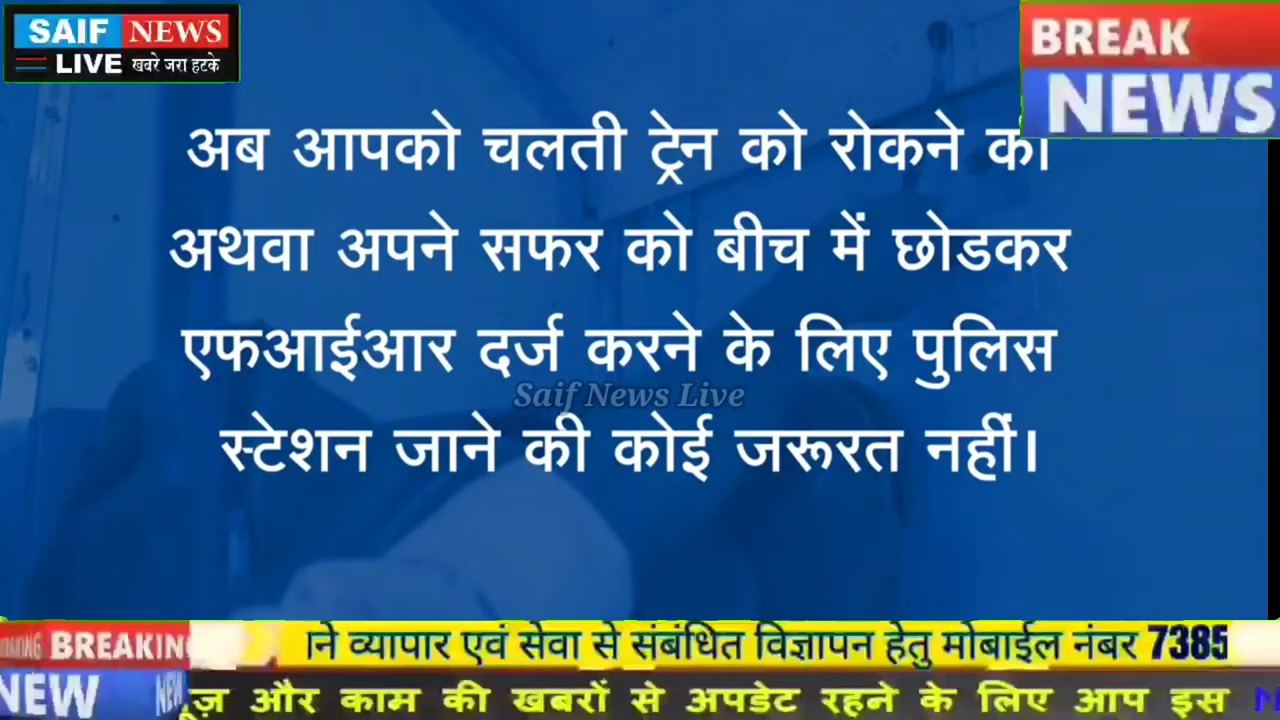 SAIF NEWS
LIVE खबरे जरा हटके
BREAK
NEWS
अब आपको चलती ट्रेन को रोकने
अथवा अपने सफर को बीच में छोडकर
एफआईआर दर्ज करने के लिए पुलिस
Saif News Live
स्टेशन जाने की कोई जरूरत नहीं।
BREAKIN
व्यापार एवं सेवा से संबंधित विज्ञापन हेतु मोबाईल नंबर 7385
NEW
और काम की खबरों से अपडेट रहने के लिए आप इस